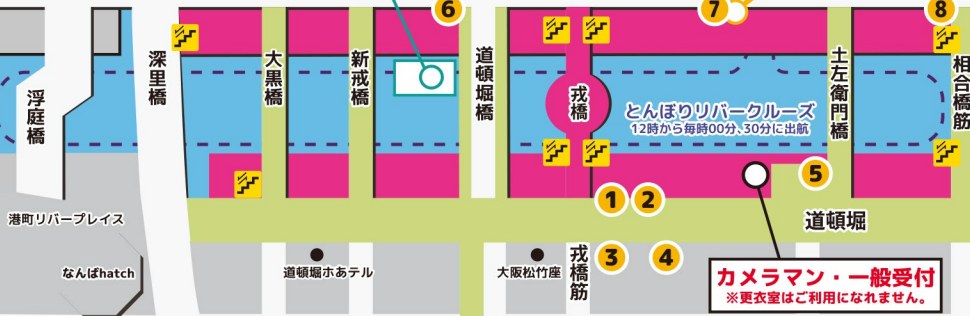 6
7
8
浮庭橋
深里橋
大黒橋
新戎橋
道頓堀橋
戎橋
とんぼりリバークルーズ
12時から毎時00分、30分に出航
土左衛門橋
相合橋筋
1
2
5
港町リバープレイス
道頓堀
なんばhatch
道頓堀ホあテル
大阪松竹座
戎橋筋
3
4
カメラマン・一般受付
※更衣室はご利用になれません。